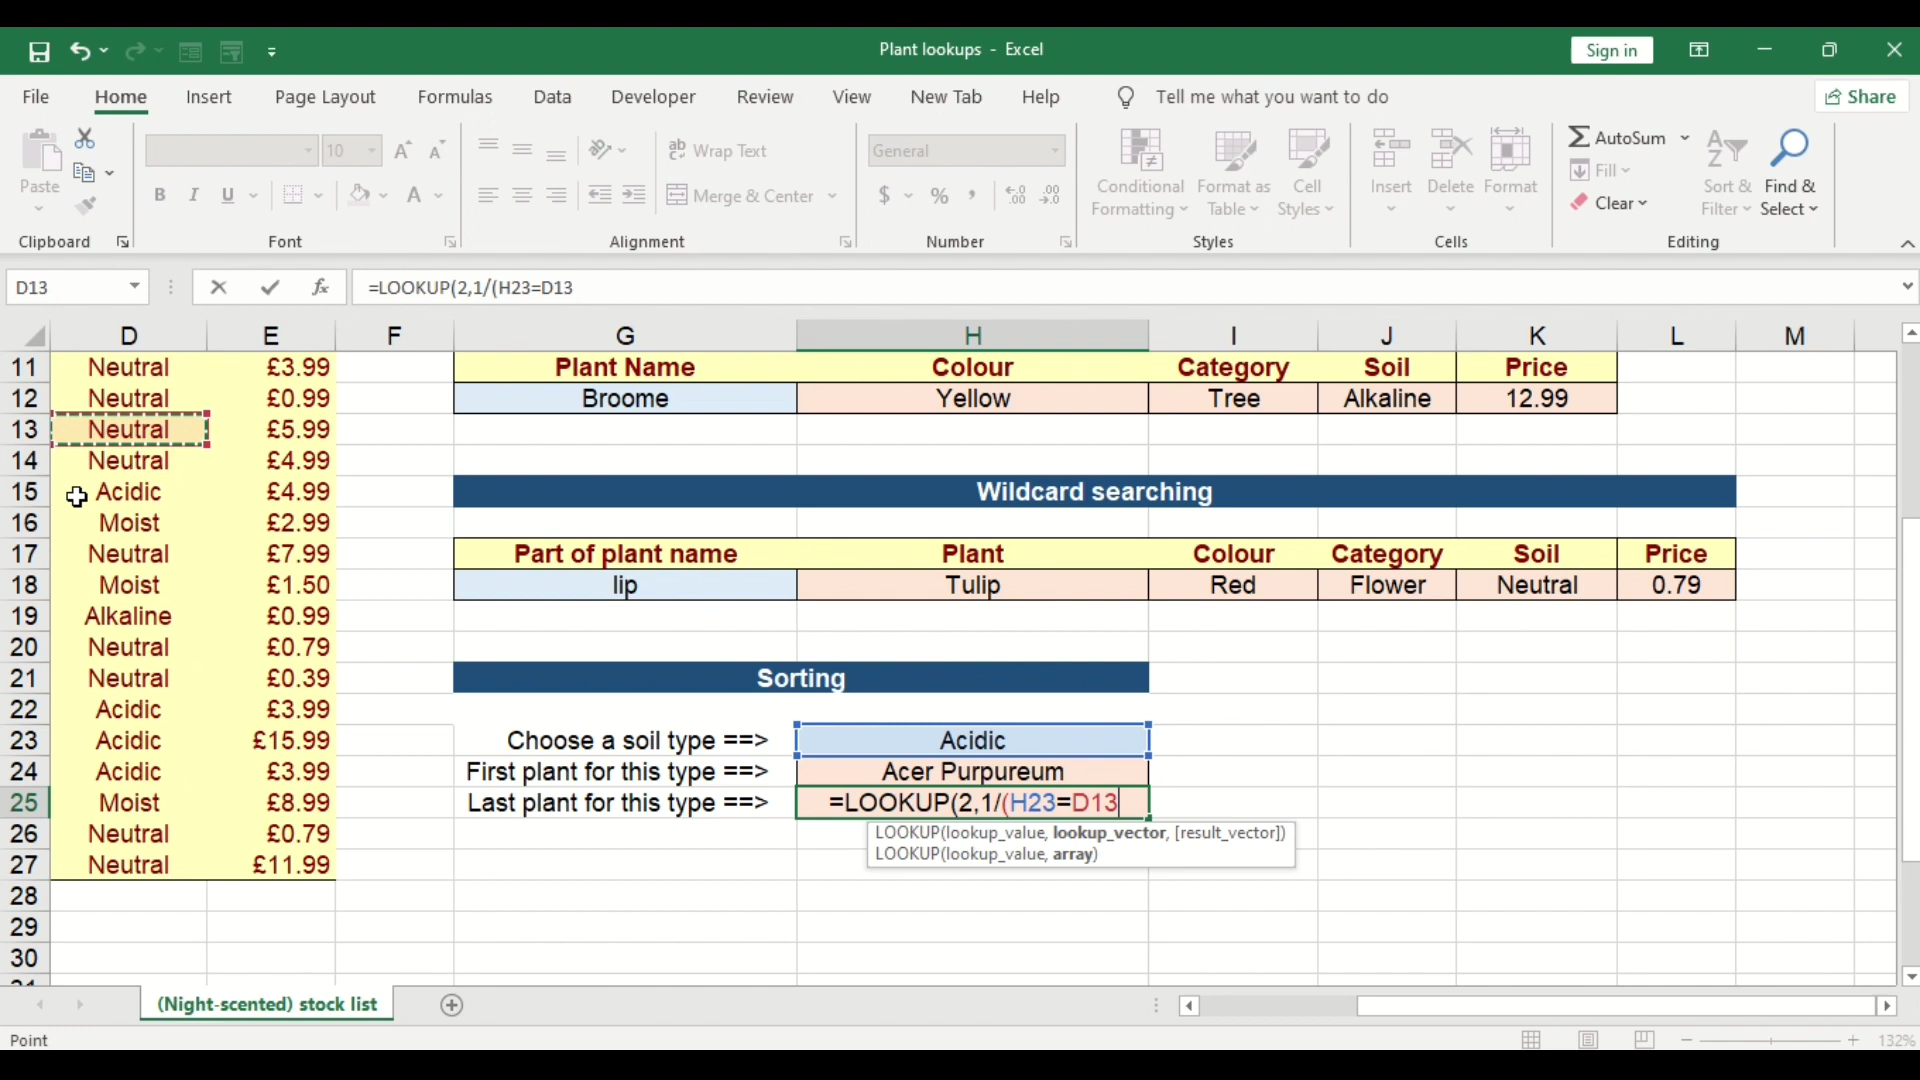 Plant lookups - Excel
Sign in
File Home Insert Page Layout Formulas Data Developer Review View New Tab Help Tell me what you want to do Share
Paste
10
B I U A
ab Wrap Text
Merge & Center
General
$ % ,
Conditional Formatting
Format as Table
Cell Styles
Insert Delete Format
AutoSum
Fill
Clear
Sort & Filter
Find & Select
Clipboard Font Alignment Number Styles Cells Editing
D13 fx =LOOKUP(2,1/(H23=D13
D E F G H I J K L M
11 Neutral £3.99 Plant Name Colour Category Soil Price
12 Neutral £0.99 Broome Yellow Tree Alkaline 12.99
13 Neutral £5.99
14 Neutral £4.99
15 Acidic £4.99 Wildcard searching
16 Moist £2.99
17 Neutral £7.99 Part of plant name Plant Colour Category Soil Price
18 Moist £1.50 lip Tulip Red Flower Neutral 0.79
19 Alkaline £0.99
20 Neutral £0.79
21 Neutral £0.39 Sorting
22 Acidic £3.99
23 Acidic £15.99 Choose a soil type ==> Acidic
24 Acidic £3.99 First plant for this type ==> Acer Purpureum
25 Moist £8.99 Last plant for this type ==> =LOOKUP(2,1/(H23=D13
26 Neutral £0.79 LOOKUP(lookup_value, lookup_vector, [result_vector])
LOOKUP(lookup_value, array)
27 Neutral £11.99
28
29
30
(Night-scented) stock list
Point
132%